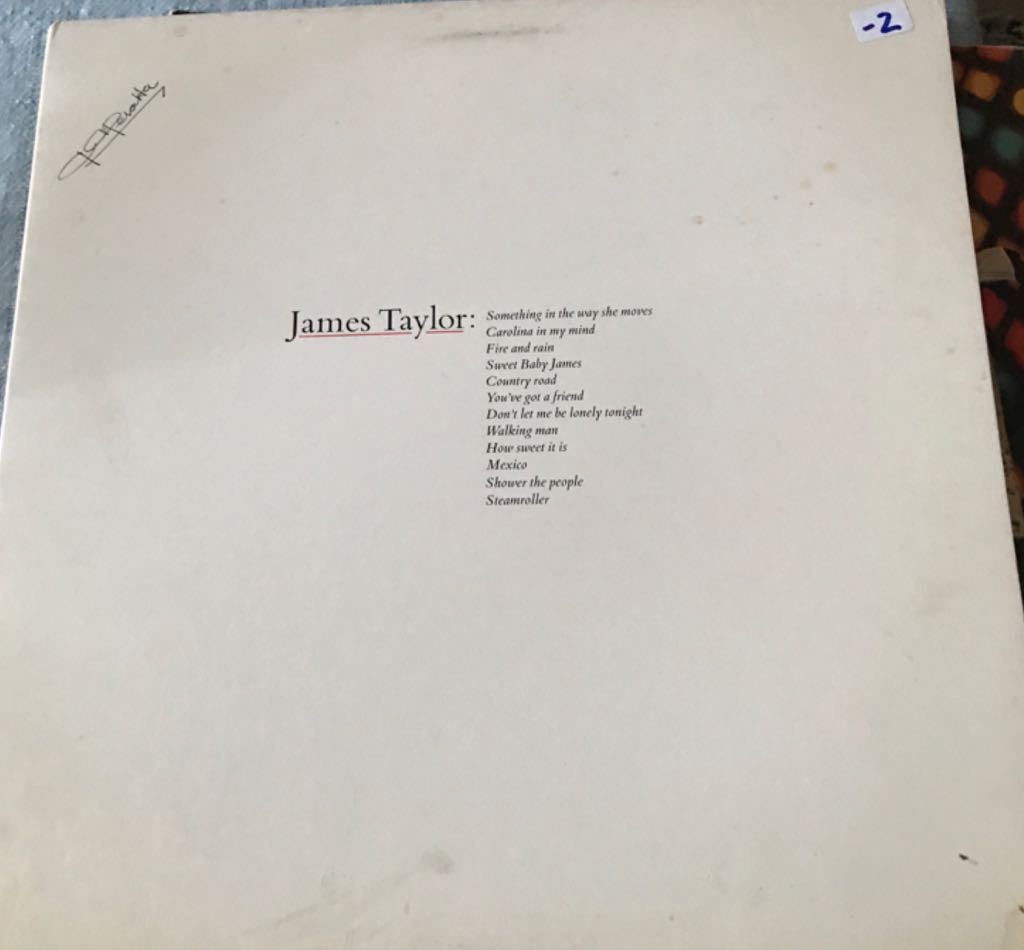 -2
James Taylor:
Something in the way she moves
Carolina in my mind
Fire and rain
Sweet Baby James
Country road
You've got a friend
Don't let me be lonely tonight
Walking man
How sweet it is
Mexico
Shower the people
Steamroller